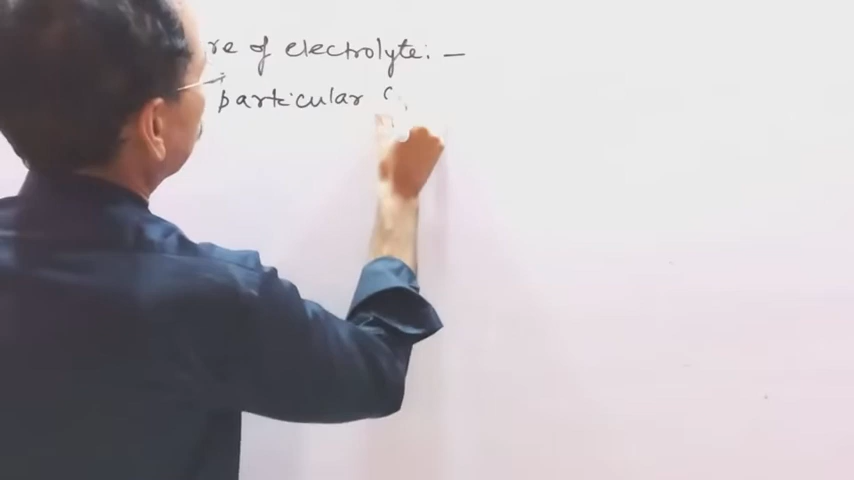 re of electrolyte: -
particular